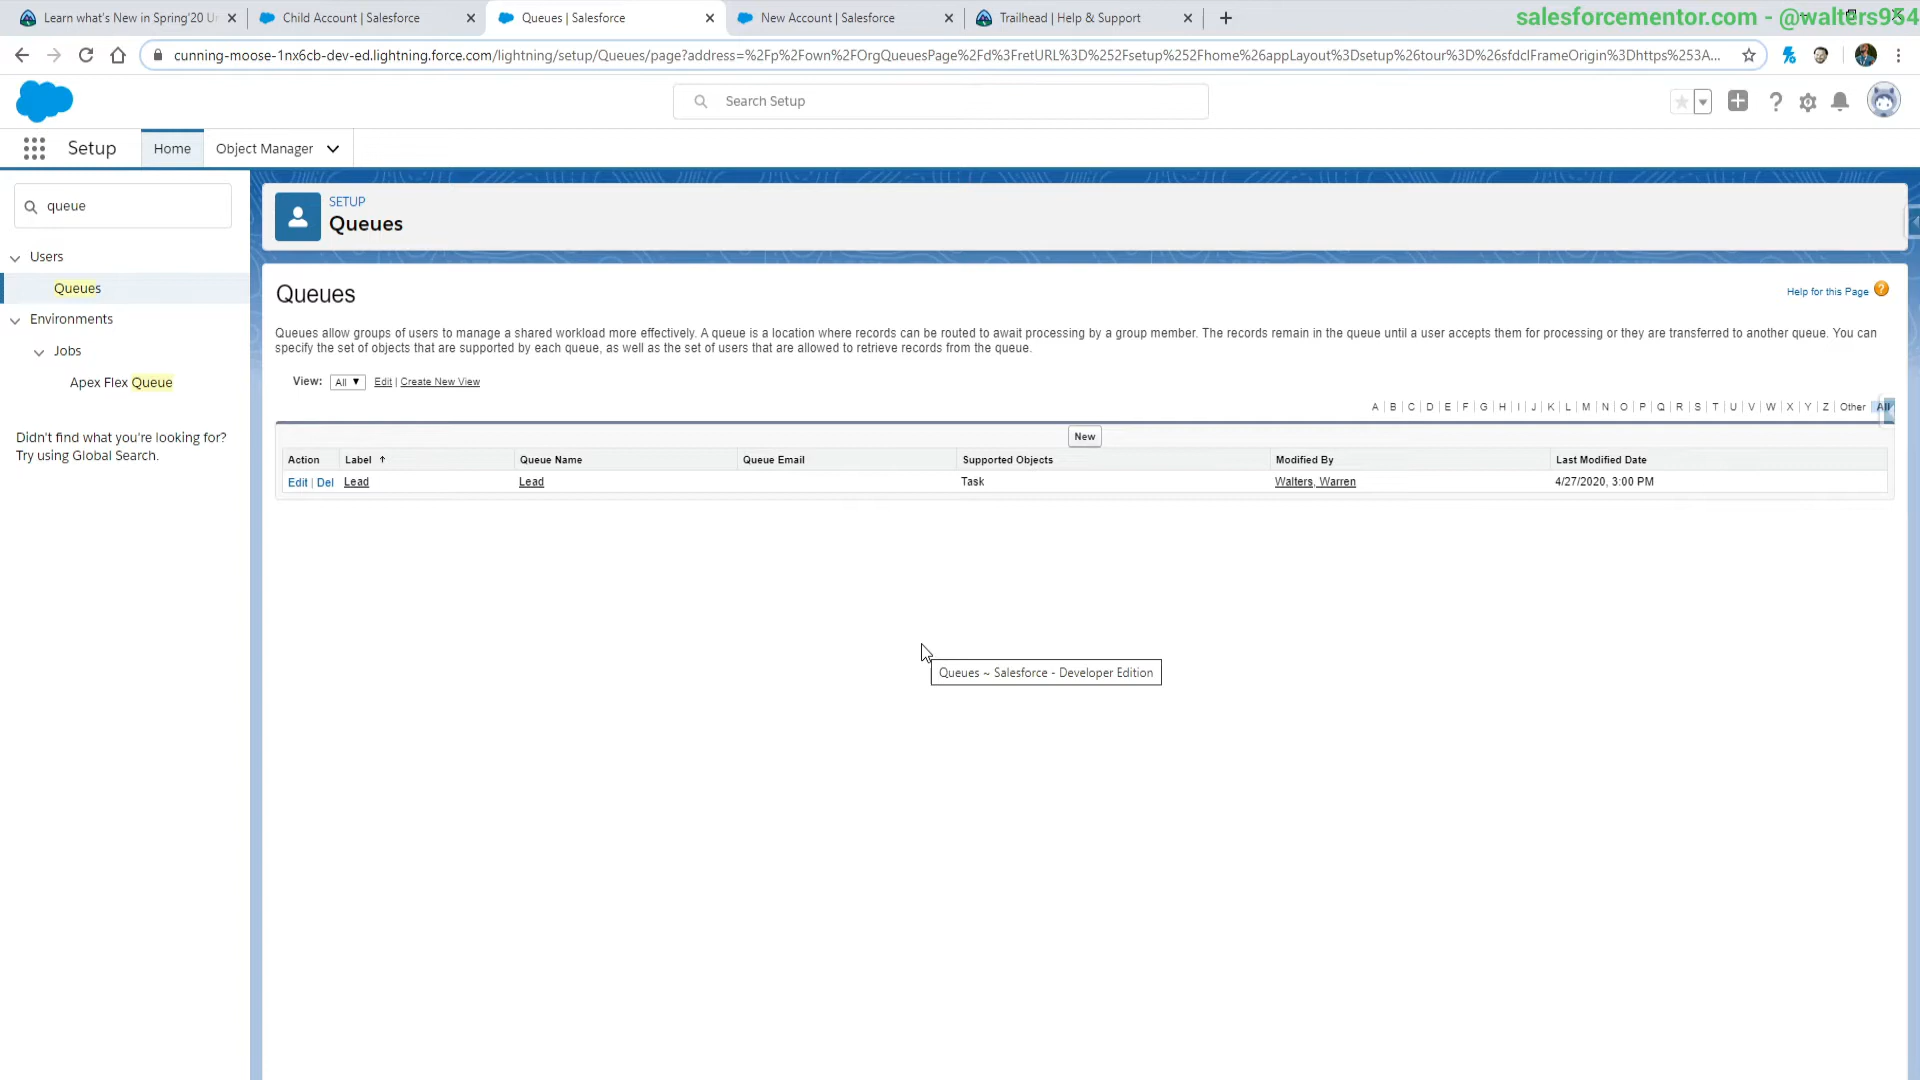 Learn what's New in Spring'20 U
Child Account | Salesforce
Queues | Salesforce
New Account | Salesforce
Trailhead | Help & Support
salesforcementor.com - @walters954
cunning-moose-1nx6cb-dev-ed.lightning.force.com/lightning/setup/Queues/page?address=%2Fp%2Fown%2FOrgQueuesPage%2Fd%3FretURL%3D%252Fsetup%252Fhome%26appLayout%3Dsetup%26tour%3D%26sfdcIFrameOrigin%3Dhttps%253A...
Search Setup
Setup
Home
Object Manager
queue
Users
Queues
Environments
Jobs
Apex Flex Queue
Didn't find what you're looking for?
Try using Global Search.
SETUP
Queues
Queues
Help for this Page
Queues allow groups of users to manage a shared workload more effectively. A queue is a location where records can be routed to await processing by a group member. The records remain in the queue until a user accepts them for processing or they are transferred to another queue. You can
specify the set of objects that are supported by each queue, as well as the set of users that are allowed to retrieve records from the queue.
View: All Edit | Create New View
A | B | C | D | E | F | G | H | I | J | K | L | M | N | O | P | Q | R | S | T | U | V | W | X | Y | Z | Other | All
New
Action Label Queue Name Queue Email Supported Objects Modified By Last Modified Date
Edit | Del Lead Lead Task Walters, Warren 4/27/2020, 3:00 PM
Queues ~ Salesforce - Developer Edition